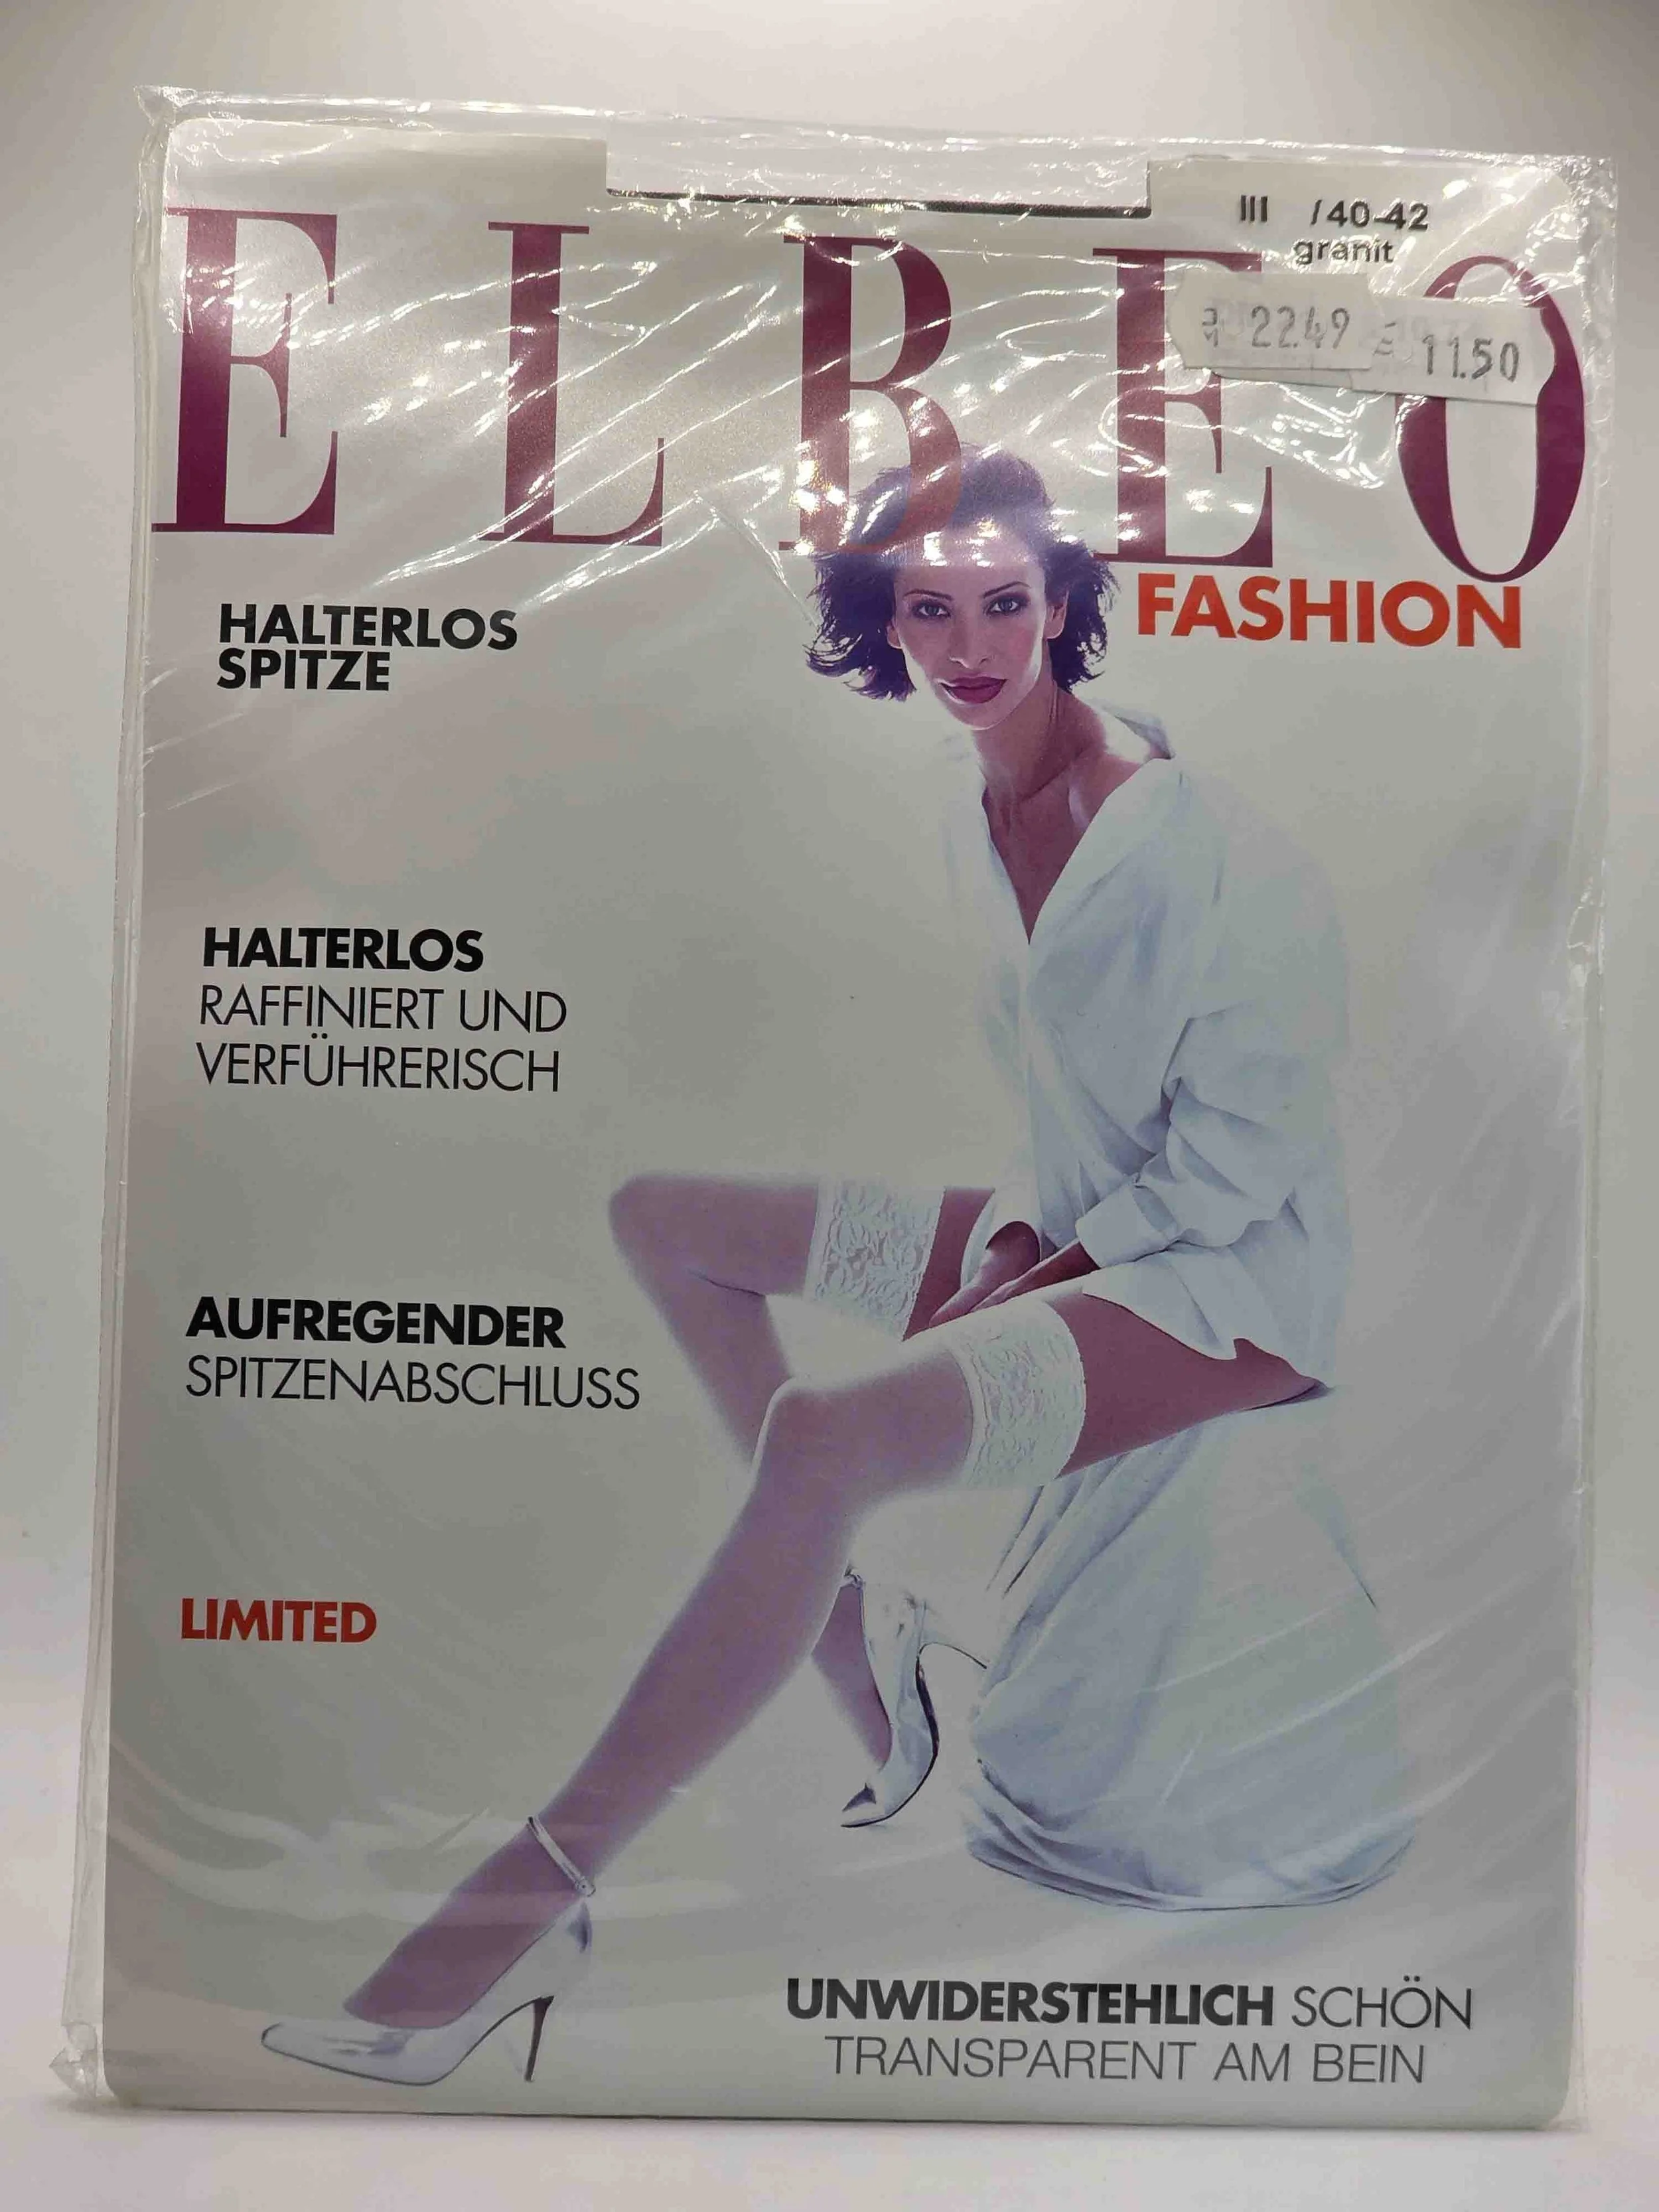 III /40-42
granit
DM 22.49
€ 11.50
ELBEO
FASHION
HALTERLOS
SPITZE
HALTERLOS
RAFFINIERT UND
VERFÜHRERISCH
AUFREGENDER
SPITZENABSCHLUSS
LIMITED
UNWIDERSTEHLICH SCHÖN
TRANSPARENT AM BEIN